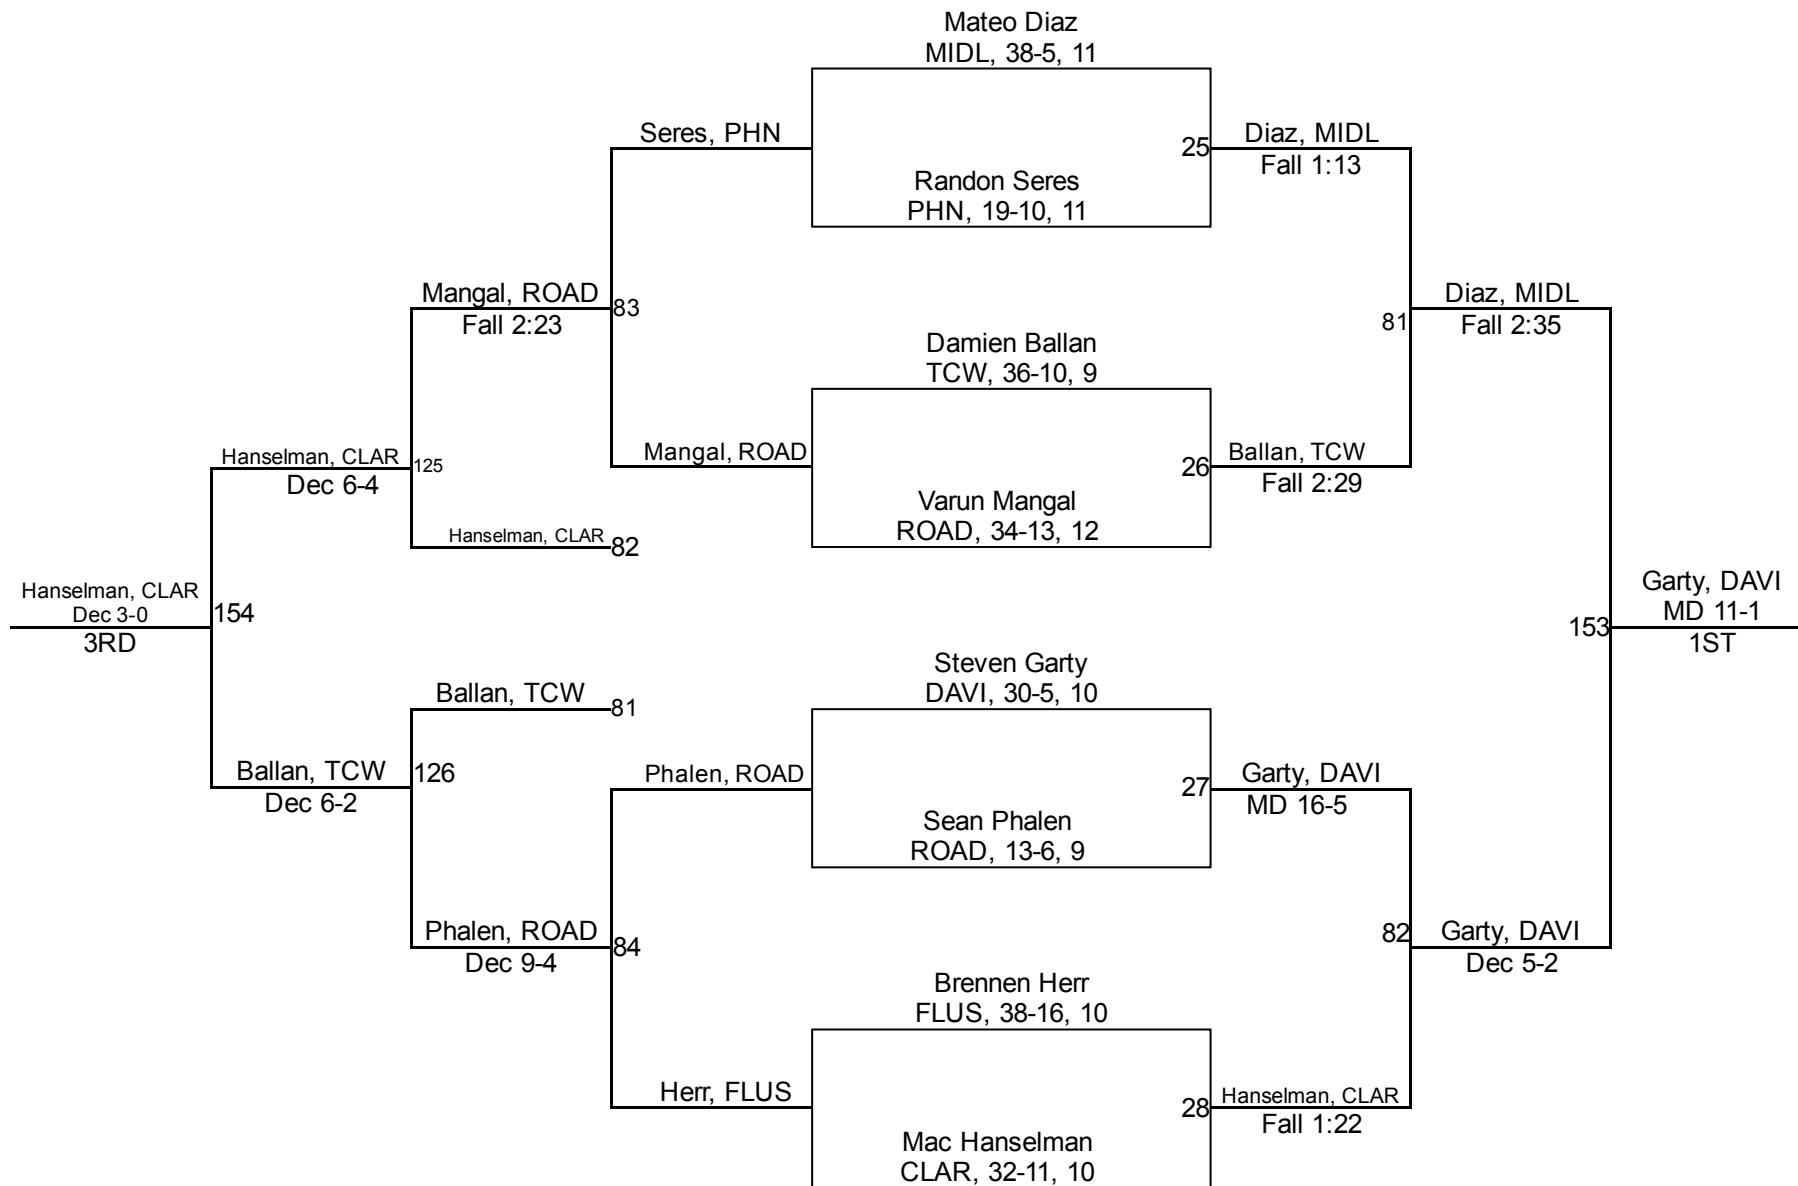 Mateo Diaz
MIDL, 38-5, 11
Seres, PHN
25
Diaz, MIDL
Fall 1:13
Randon Seres
PHN, 19-10, 11
Mangal, ROAD
Fall 2:23
83
81
Diaz, MIDL
Fall 2:35
Damien Ballan
TCW, 36-10, 9
Hanselman, CLAR
Dec 6-4
125
Mangal, ROAD
26
Ballan, TCW
Fall 2:29
Varun Mangal
ROAD, 34-13, 12
Hanselman, CLAR
82
Hanselman, CLAR
Dec 3-0
3RD
154
153
Garty, DAVI
MD 11-1
1ST
Steven Garty
DAVI, 30-5, 10
Ballan, TCW
81
Ballan, TCW
Dec 6-2
126
Phalen, ROAD
27
Garty, DAVI
MD 16-5
Sean Phalen
ROAD, 13-6, 9
Phalen, ROAD
Dec 9-4
84
82
Garty, DAVI
Dec 5-2
Brennen Herr
FLUS, 38-16, 10
Herr, FLUS
28
Hanselman, CLAR
Fall 1:22
Mac Hanselman
CLAR, 32-11, 10